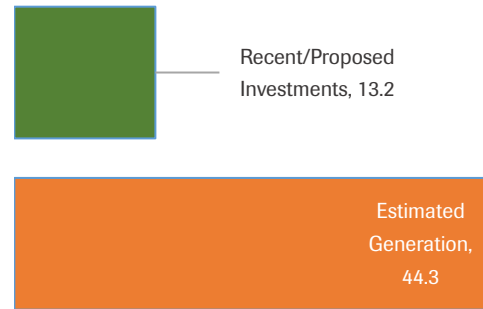 Recent/Proposed
Investments, 13.2
Estimated
Generation,
44.3